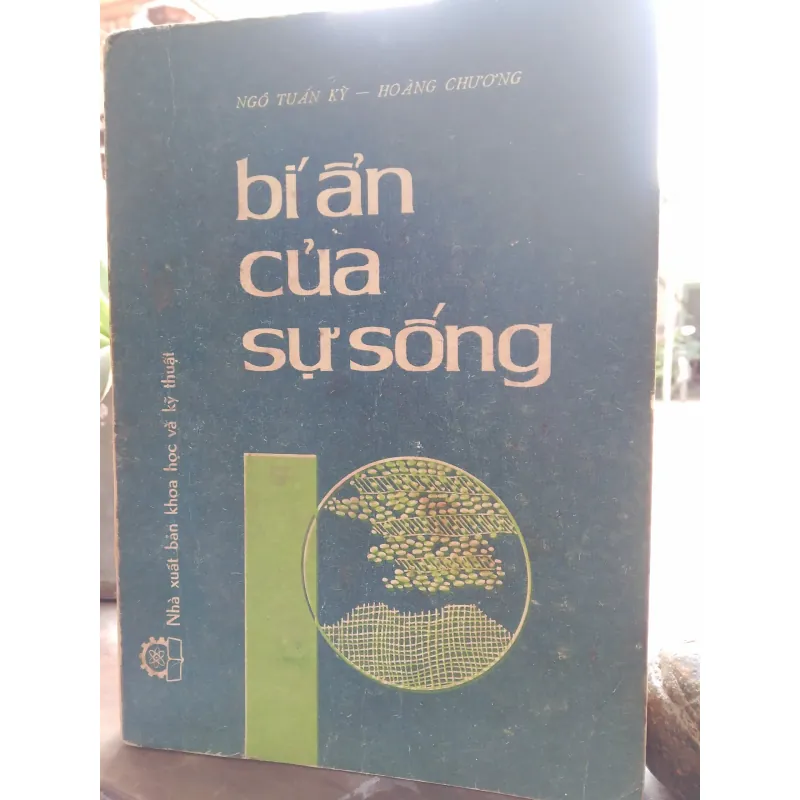 NGÔ TUẤN KỲ — HOÀNG CHƯƠNG
bí ẩn
của
sự sống
Nhà xuất bản khoa học và kỹ thuật